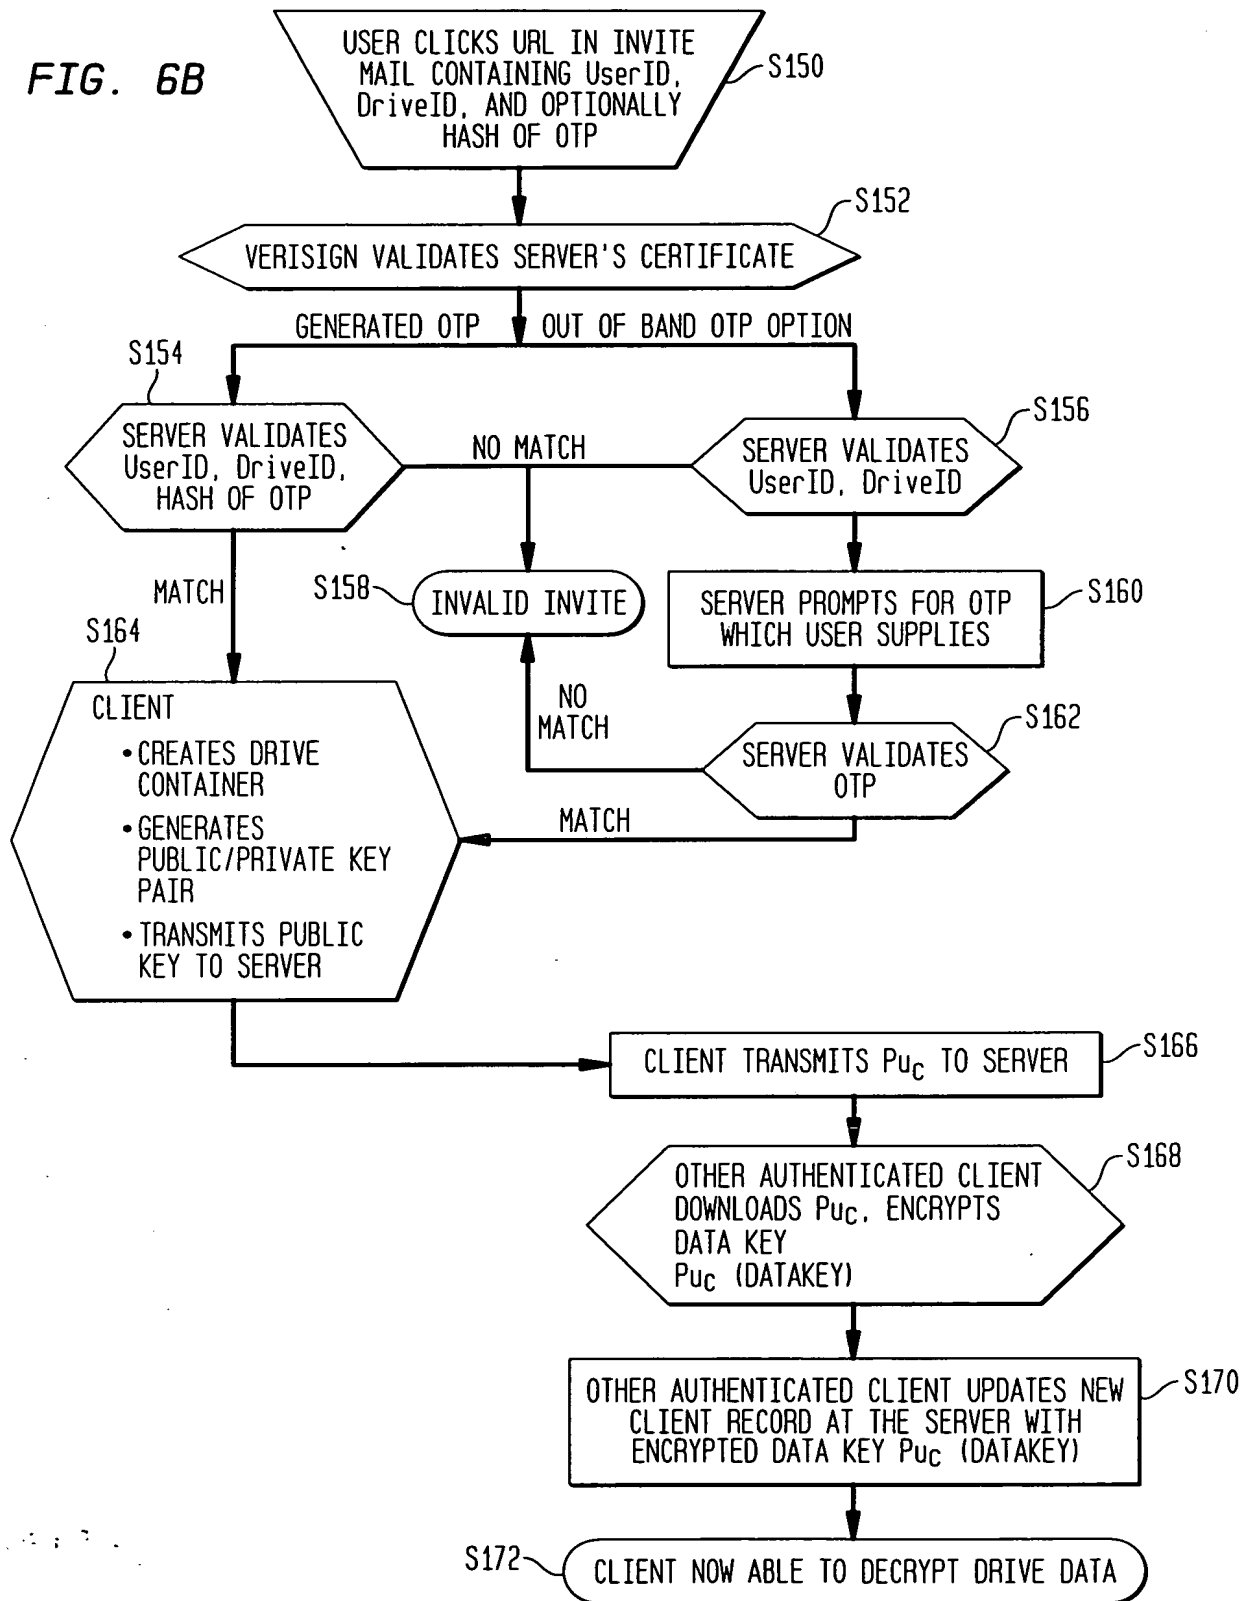 FIG. 6B
USER CLICKS URL IN INVITE
MAIL CONTAINING UserID,
DriveID, AND OPTIONALLY
HASH OF OTP
S150
S152
VERISIGN VALIDATES SERVER'S CERTIFICATE
GENERATED OTP
OUT OF BAND OTP OPTION
S154
SERVER VALIDATES
UserID, DriveID,
HASH OF OTP
NO MATCH
S156
SERVER VALIDATES
UserID, DriveID
MATCH
S158
INVALID INVITE
S160
SERVER PROMPTS FOR OTP
WHICH USER SUPPLIES
NO
MATCH
S162
SERVER VALIDATES
OTP
MATCH
S164
CLIENT
• CREATES DRIVE
CONTAINER
• GENERATES
PUBLIC/PRIVATE KEY
PAIR
• TRANSMITS PUBLIC
KEY TO SERVER
CLIENT TRANSMITS PuC TO SERVER
S166
S168
OTHER AUTHENTICATED CLIENT
DOWNLOADS PuC, ENCRYPTS
DATA KEY
PuC (DATAKEY)
S170
OTHER AUTHENTICATED CLIENT UPDATES NEW
CLIENT RECORD AT THE SERVER WITH
ENCRYPTED DATA KEY PuC (DATAKEY)
S172
CLIENT NOW ABLE TO DECRYPT DRIVE DATA